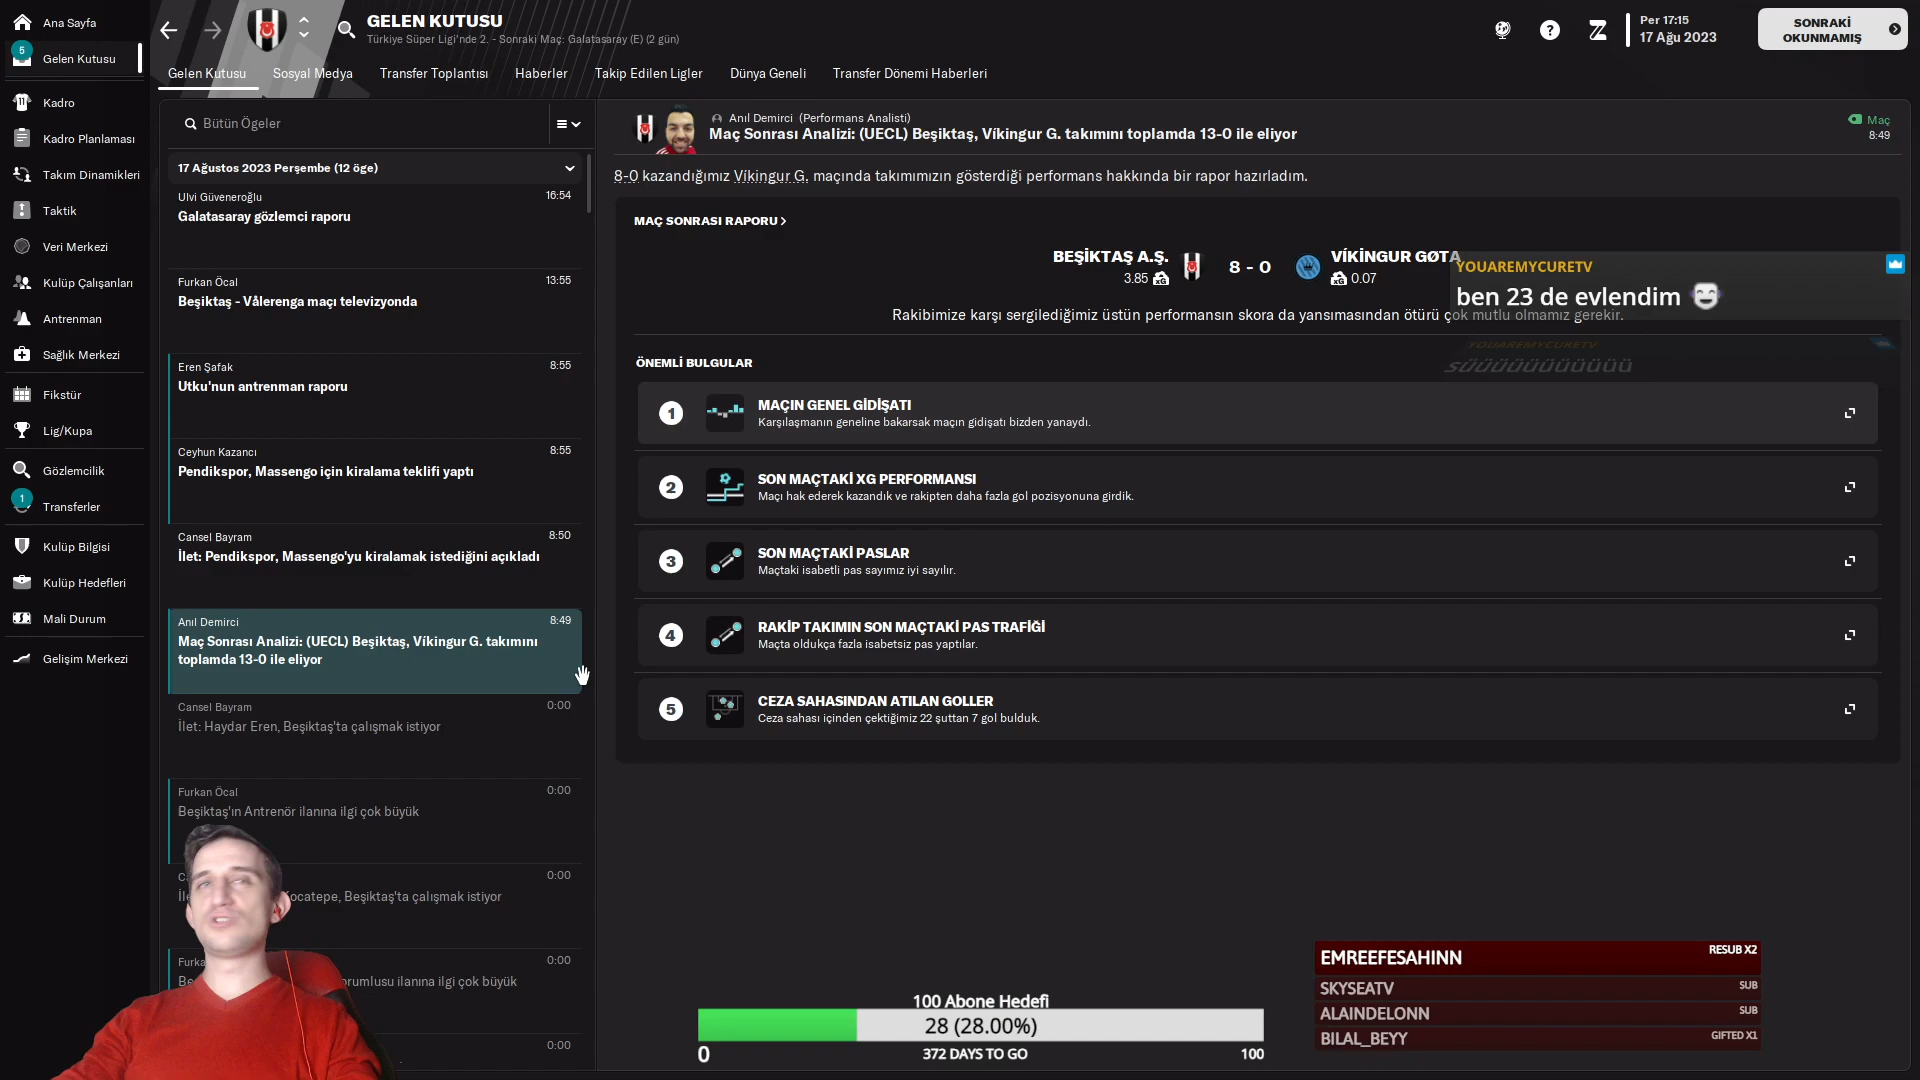 Ana Sayfa
5
Gelen Kutusu
Kadro
Kadro Planlaması
Takım Dinamikleri
Taktik
Veri Merkezi
Kulüp Çalışanları
Antrenman
Sağlık Merkezi
Fikstür
Lig/Kupa
Gözlemcilik
1
Transferler
Kulüp Bilgisi
Kulüp Hedefleri
Mali Durum
Gelişim Merkezi
GELEN KUTUSU
Türkiye Süper Ligi'nde 2. - Sonraki Maç: Galatasaray (E) (2 gün)
Per 17:15
17 Ağu 2023
SONRAKİ
OKUNMAMIŞ
Gelen Kutusu
Sosyal Medya
Transfer Toplantısı
Haberler
Takip Edilen Ligler
Dünya Geneli
Transfer Dönemi Haberleri
Bütün Ögeler
17 Ağustos 2023 Perşembe (12 öge)
Ulvi Güveneroğlu 16:54
Galatasaray gözlemci raporu
Furkan Öcal 13:55
Beşiktaş - Vålerenga maçı televizyonda
Eren Şafak 8:55
Utku'nun antrenman raporu
Ceyhun Kazancı 8:55
Pendikspor, Massengo için kiralama teklifi yaptı
Cansel Bayram 8:50
İlet: Pendikspor, Massengo'yu kiralamak istediğini açıkladı
Anıl Demirci 8:49
Maç Sonrası Analizi: (UECL) Beşiktaş, Víkingur G. takımını
toplamda 13-0 ile eliyor
Cansel Bayram 0:00
İlet: Haydar Eren, Beşiktaş'ta çalışmak istiyor
Furkan Öcal 0:00
Beşiktaş'ın Antrenör ilanına ilgi çok büyük
0:00
ocatepe, Beşiktaş'ta çalışmak istiyor
Furka 0:00
orumlusu ilanına ilgi çok büyük
0:00
Anıl Demirci (Performans Analisti)
Maç Sonrası Analizi: (UECL) Beşiktaş, Víkingur G. takımını toplamda 13-0 ile eliyor
Maç
8:49
8-0 kazandığımız Víkingur G. maçında takımımızın gösterdiği performans hakkında bir rapor hazırladım.
MAÇ SONRASI RAPORU
BEŞİKTAŞ A.Ş. 8 - 0 VÍKINGUR GØTA
3.85 xG xG 0.07
Rakibimize karşı sergilediğimiz üstün performansın skora da yansımasından ötürü çok mutlu olmamız gerekir.
YOUAREMYCURETV
ben 23 de evlendim
YOUAREMYCURETV
SÜÜÜÜÜÜÜÜÜÜÜ
ÖNEMLİ BULGULAR
1
MAÇIN GENEL GİDİŞATI
Karşılaşmanın geneline bakarsak maçın gidişatı bizden yanaydı.
2
SON MAÇTAKİ XG PERFORMANSI
Maçı hak ederek kazandık ve rakipten daha fazla gol pozisyonuna girdik.
3
SON MAÇTAKİ PASLAR
Maçtaki isabetli pas sayımız iyi sayılır.
4
RAKİP TAKIMIN SON MAÇTAKİ PAS TRAFİĞİ
Maçta oldukça fazla isabetsiz pas yaptılar.
5
CEZA SAHASINDAN ATILAN GOLLER
Ceza sahası içinden çektiğimiz 22 şuttan 7 gol bulduk.
100 Abone Hedefi
28 (28.00%)
0 372 DAYS TO GO 100
EMREEFESAHINN RESUB X2
SKYSEATV SUB
ALAINDELONN SUB
BILAL_BEYY GIFTED X1